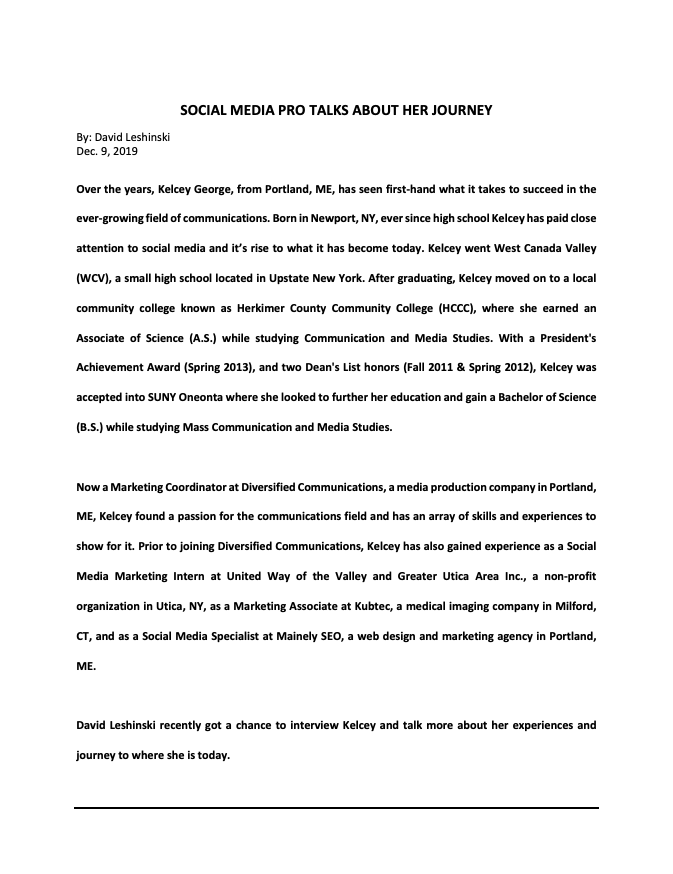 SOCIAL MEDIA PRO TALKS ABOUT HER JOURNEY
By: David Leshinski
Dec. 9, 2019
Over the years, Kelcey George, from Portland, ME, has seen first-hand what it takes to succeed in the
ever-growing field of communications. Born in Newport, NY, ever since high school Kelcey has paid close
attention to social media and it’s rise to what it has become today. Kelcey went West Canada Valley
(WCV), a small high school located in Upstate New York. After graduating, Kelcey moved on to a local
community college known as Herkimer County Community College (HCCC), where she earned an
Associate of Science (A.S.) while studying Communication and Media Studies. With a President's
Achievement Award (Spring 2013), and two Dean's List honors (Fall 2011 & Spring 2012), Kelcey was
accepted into SUNY Oneonta where she looked to further her education and gain a Bachelor of Science
(B.S.) while studying Mass Communication and Media Studies.
Now a Marketing Coordinator at Diversified Communications, a media production company in Portland,
ME, Kelcey found a passion for the communications field and has an array of skills and experiences to
show for it. Prior to joining Diversified Communications, Kelcey has also gained experience as a Social
Media Marketing Intern at United Way of the Valley and Greater Utica Area Inc., a non-profit
organization in Utica, NY, as a Marketing Associate at Kubtec, a medical imaging company in Milford,
CT, and as a Social Media Specialist at Mainely SEO, a web design and marketing agency in Portland,
ME.
David Leshinski recently got a chance to interview Kelcey and talk more about her experiences and
journey to where she is today.